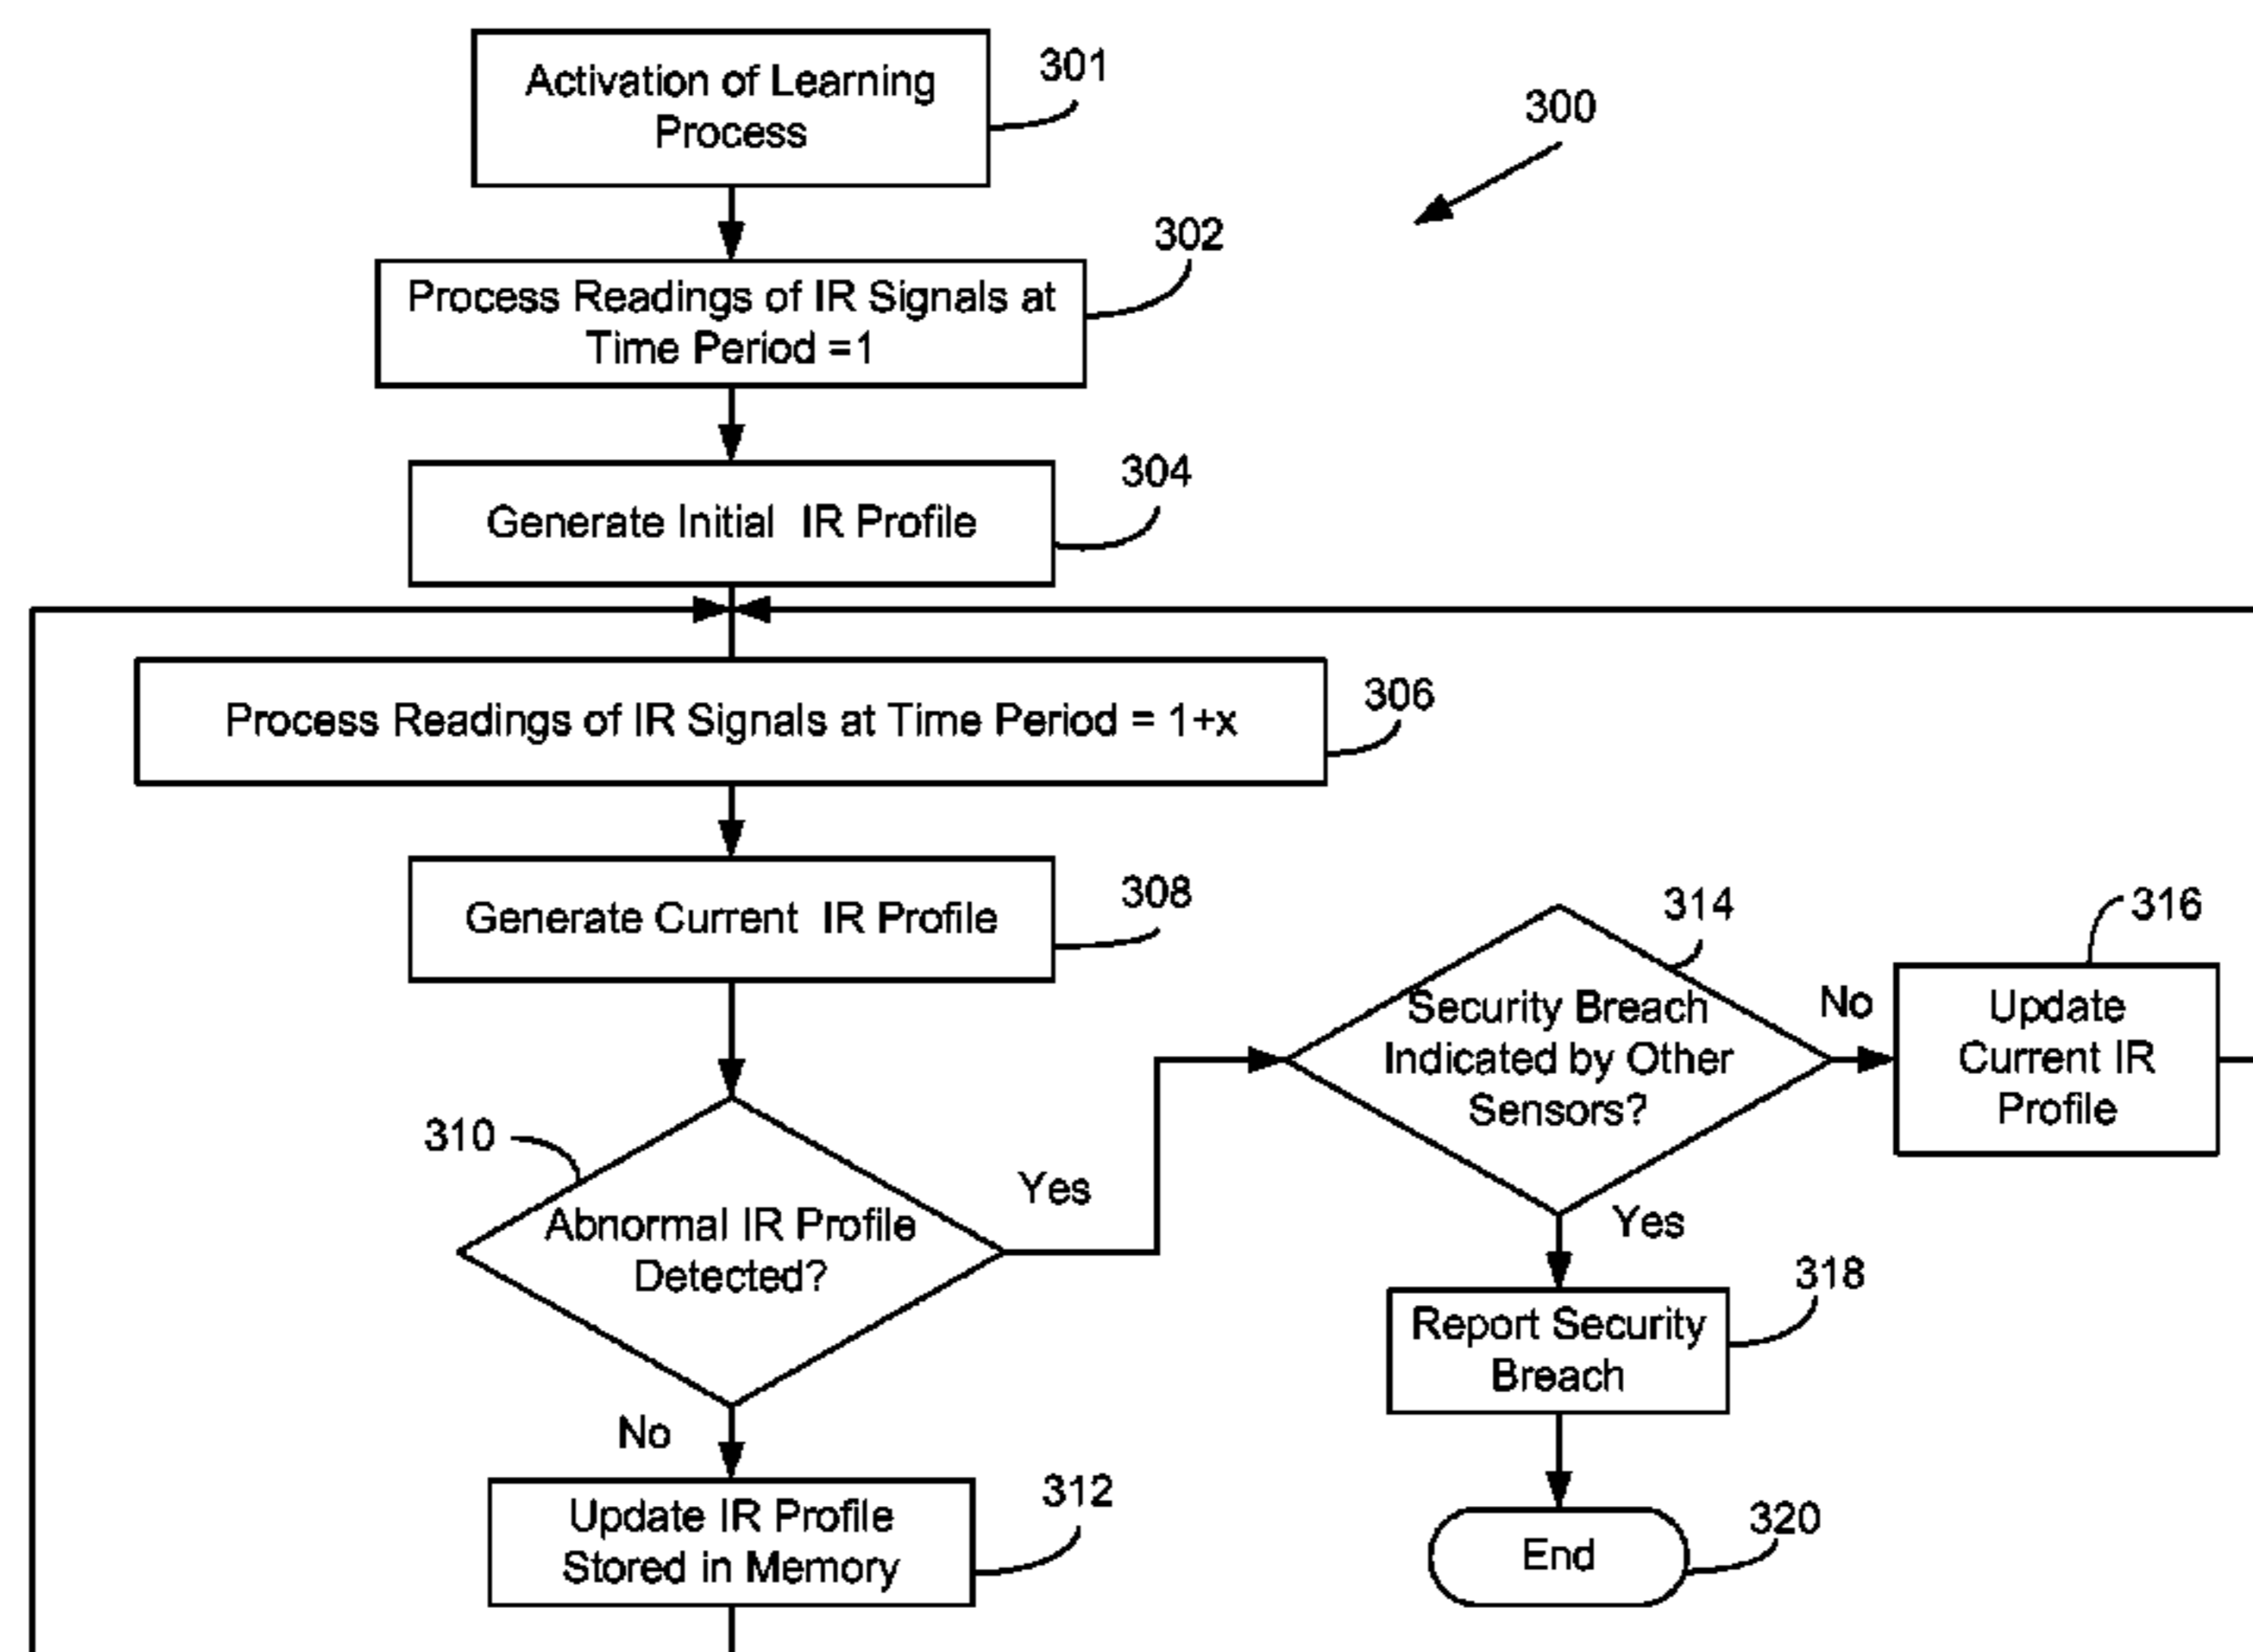 Activation of Learning
Process
301
300
Process Readings of IR Signals at
Time Period =1
302
Generate Initial IR Profile
304
Process Readings of IR Signals at Time Period = 1+x
306
Generate Current IR Profile
308
310
Abnormal IR Profile
Detected?
Yes
No
Update IR Profile
Stored in Memory
312
314
Security Breach
Indicated by Other
Sensors?
No
316
Update
Current IR
Profile
Yes
318
Report Security
Breach
End
320